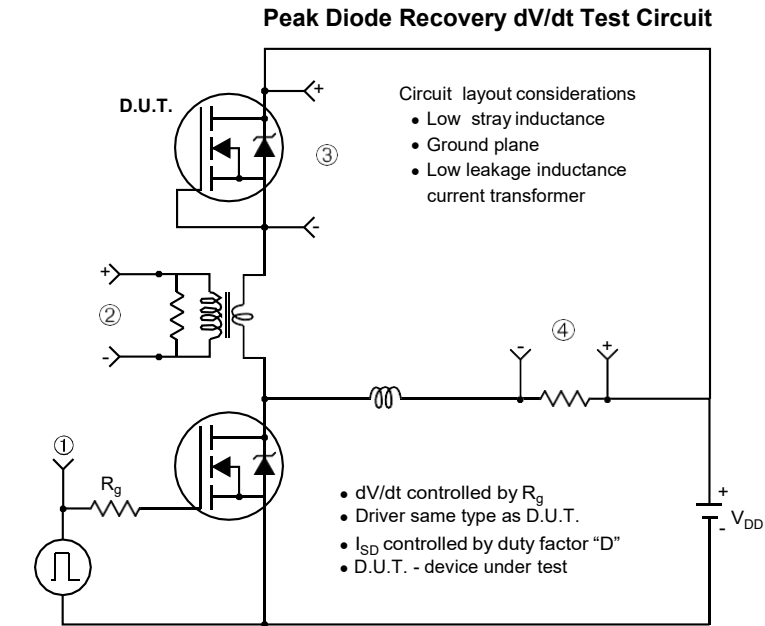 Peak Diode Recovery dV/dt Test Circuit
D.U.T.
+
Circuit layout considerations
• Low stray inductance
③
• Ground plane
• Low leakage inductance
current transformer
-
+
②
-
④
-
+
①
Rg
• dV/dt controlled by Rg
• Driver same type as D.U.T.
• ISD controlled by duty factor “D”
• D.U.T. - device under test
+
VDD
-